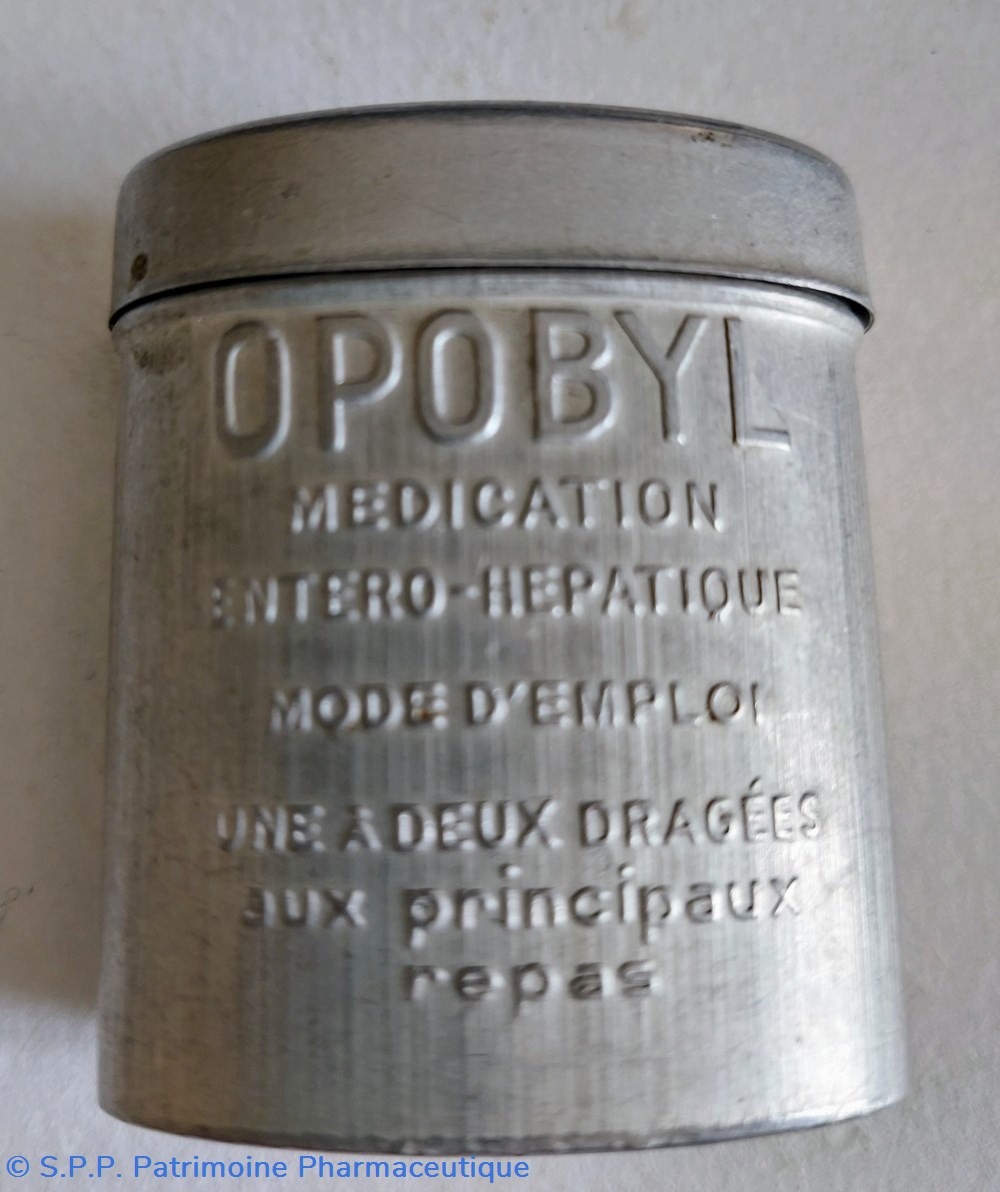 OPOBYL
MEDICATION
ENTERO-HEPATIQUE
MODE D'EMPLOI
UNE A DEUX DRAGÉES
aux principaux
repas
© S.P.P. Patrimoine Pharmaceutique